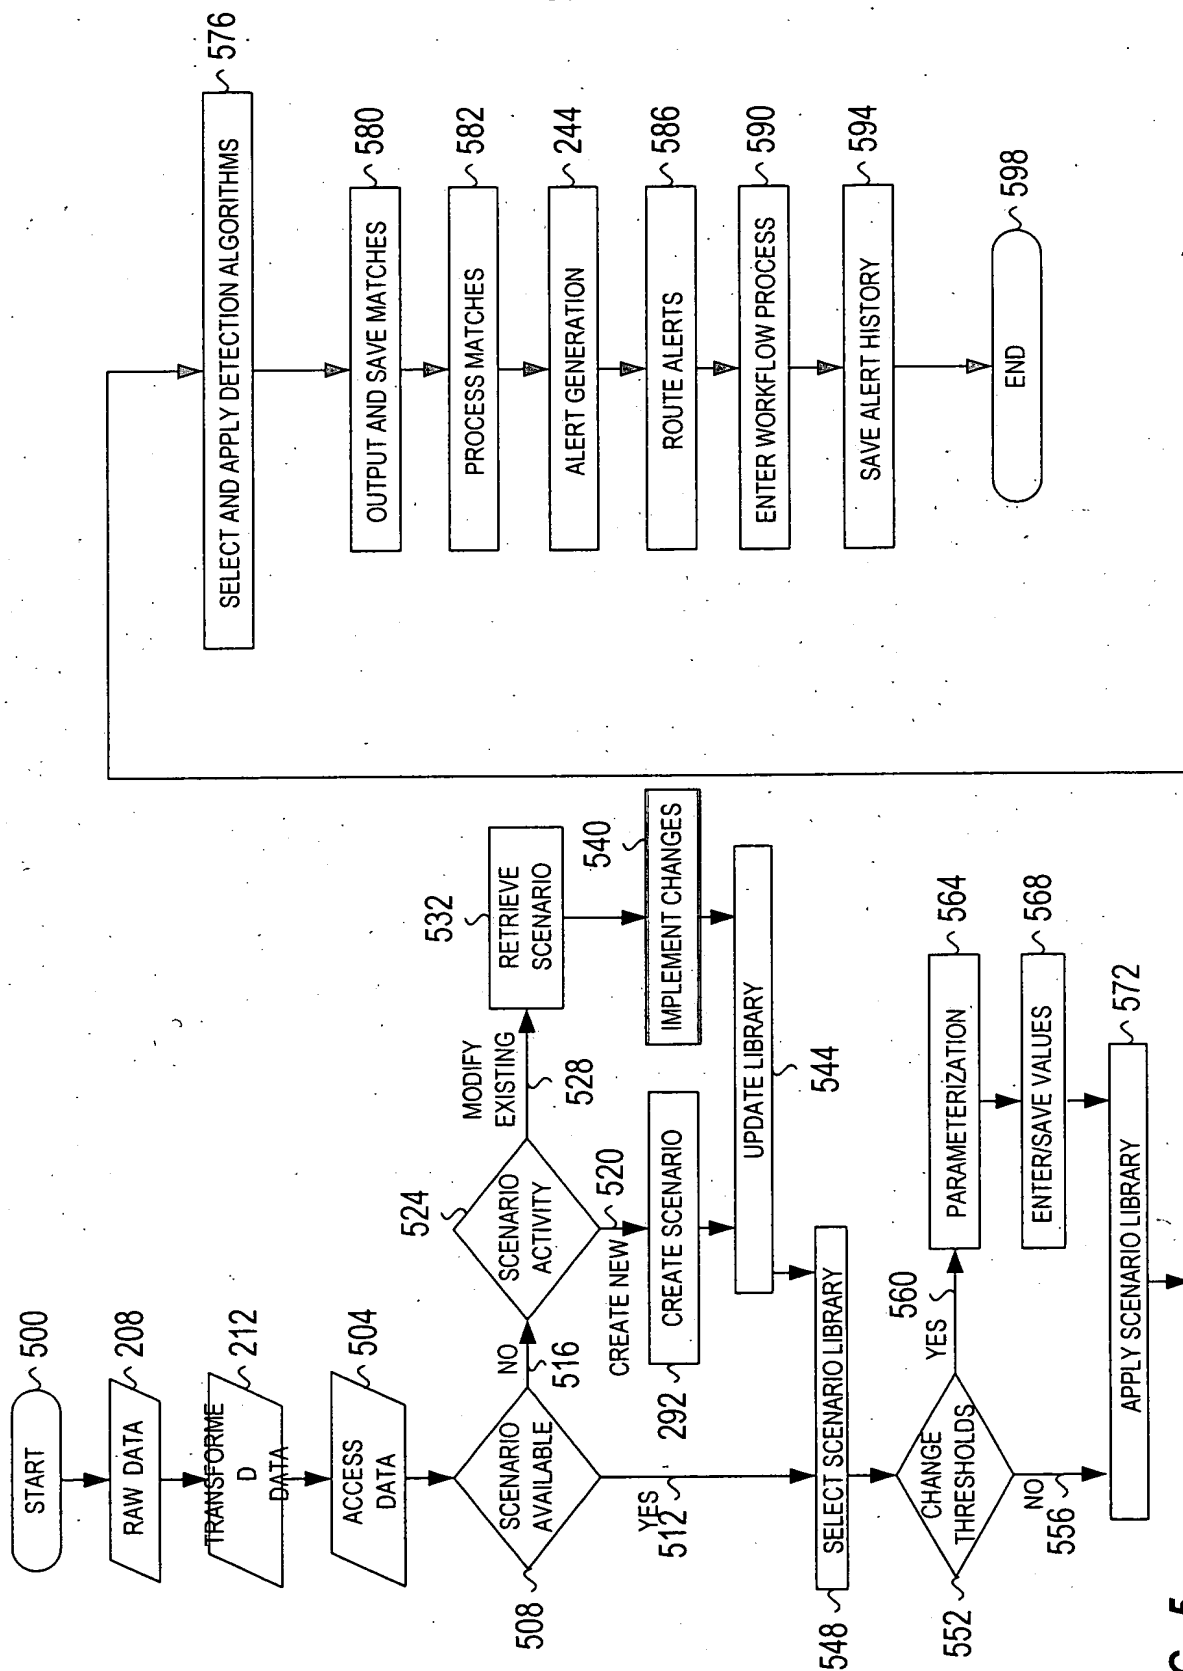 START
500
RAW DATA
208
TRANSFORME
D
DATA
212
ACCESS
DATA
504
SCENARIO
AVAILABLE
508
NO
516
YES
512
SCENARIO
ACTIVITY
524
MODIFY
EXISTING
528
CREATE NEW
520
RETRIEVE
SCENARIO
532
IMPLEMENT CHANGES
540
CREATE SCENARIO
292
UPDATE LIBRARY
544
SELECT SCENARIO LIBRARY
548
CHANGE
THRESHOLDS
552
YES
560
NO
556
PARAMETERIZATION
564
ENTER/SAVE VALUES
568
APPLY SCENARIO LIBRARY
572
SELECT AND APPLY DETECTION ALGORITHMS
576
OUTPUT AND SAVE MATCHES
580
PROCESS MATCHES
582
ALERT GENERATION
244
ROUTE ALERTS
586
ENTER WORKFLOW PROCESS
590
SAVE ALERT HISTORY
594
END
598